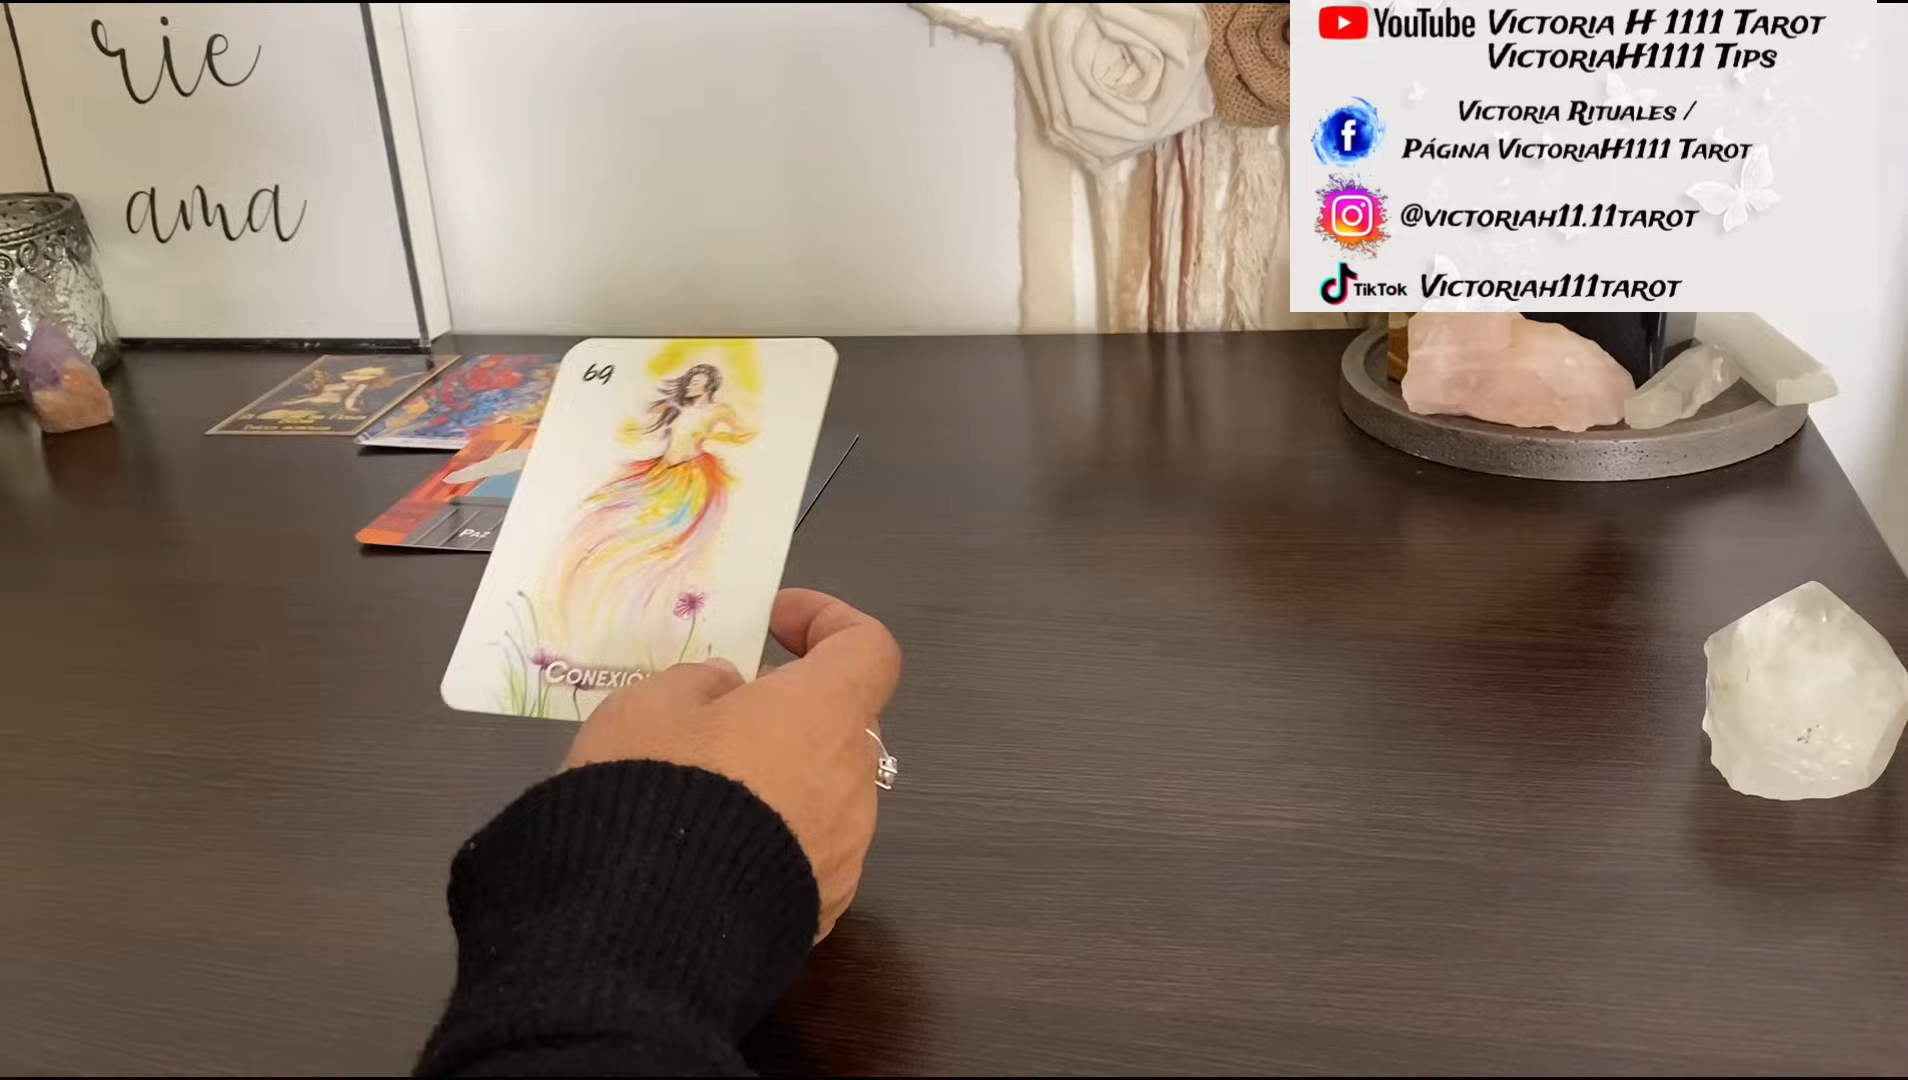 rie
ama
YouTube Victoria H 1111 Tarot
VictoriaH1111 Tips
Victoria Rituales /
Página VictoriaH1111 Tarot
@victoriah11.11tarot
TikTok Victoriah111tarot
69
Paz